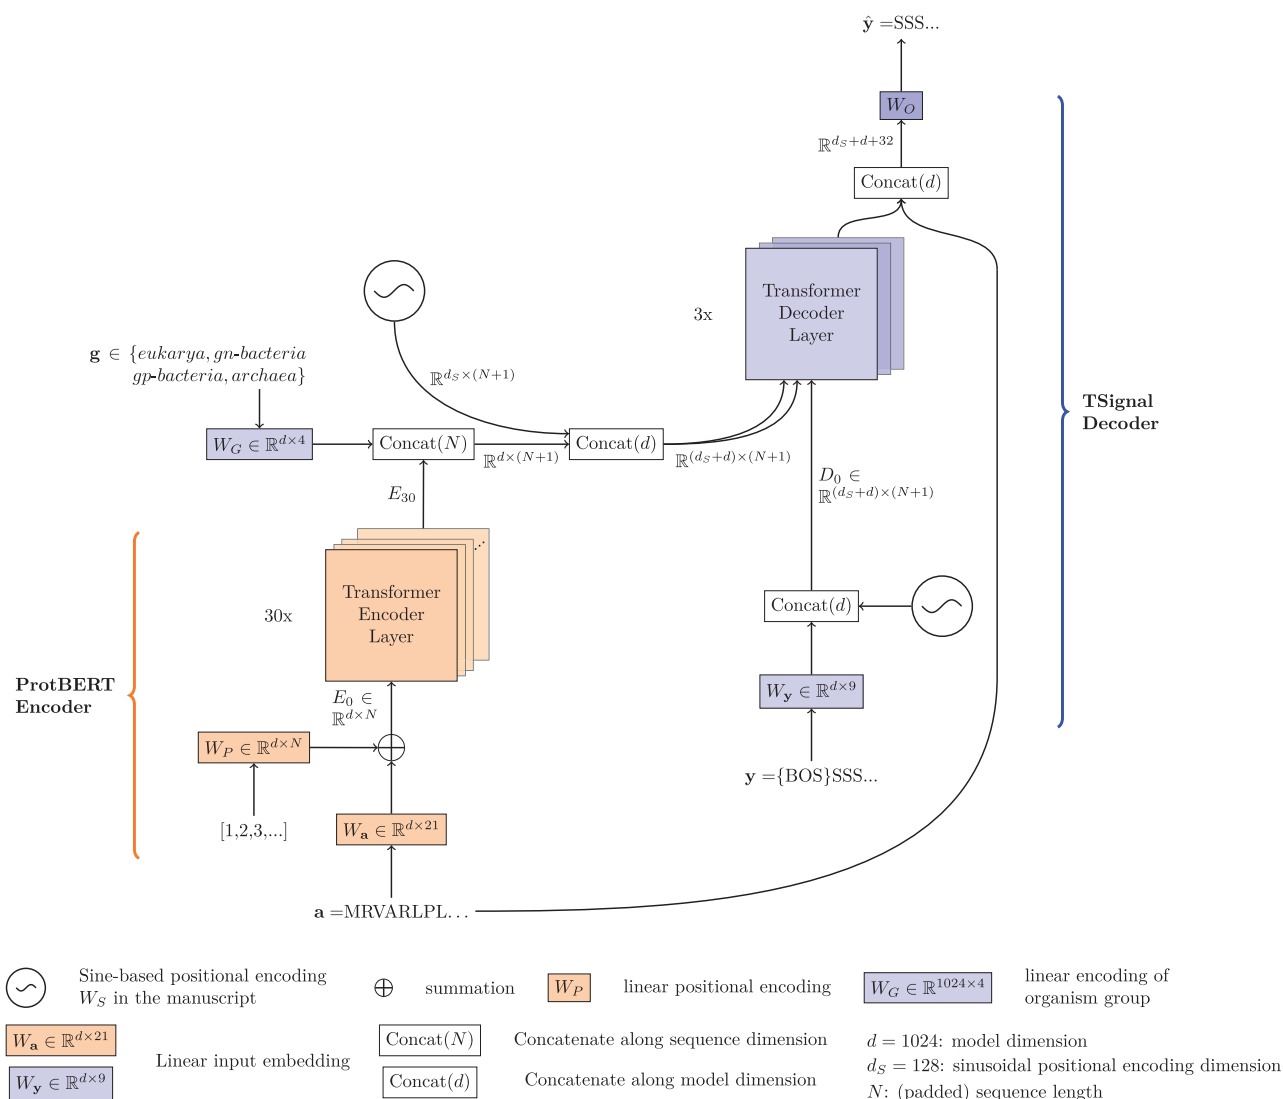 ŷ =SSS...
W_O
ℝ^{d_S+d+32}
Concat(d)
Transformer
Decoder
Layer
3x
TSignal
Decoder
g ∈ {eukarya, gn-bacteria
gp-bacteria, archaea}
ℝ^{d_S×(N+1)}
W_G ∈ ℝ^{d×4}
Concat(N)
ℝ^{d×(N+1)}
Concat(d)
ℝ^{(d_S+d)×(N+1)}
E_{30}
D_0 ∈
ℝ^{(d_S+d)×(N+1)}
30x
Transformer
Encoder
Layer
Concat(d)
ProtBERT
Encoder
E_0 ∈
ℝ^{d×N}
W_y ∈ ℝ^{d×9}
W_P ∈ ℝ^{d×N}
y ={BOS}SSS...
[1,2,3,...]
W_a ∈ ℝ^{d×21}
a =MRVARLPL...
Sine-based positional encoding
W_S in the manuscript
⊕ summation
W_P linear positional encoding
W_G ∈ ℝ^{1024×4}
linear encoding of
organism group
W_a ∈ ℝ^{d×21}
W_y ∈ ℝ^{d×9}
Linear input embedding
Concat(N) Concatenate along sequence dimension
Concat(d) Concatenate along model dimension
d = 1024: model dimension
d_S = 128: sinusoidal positional encoding dimension
N: (padded) sequence length